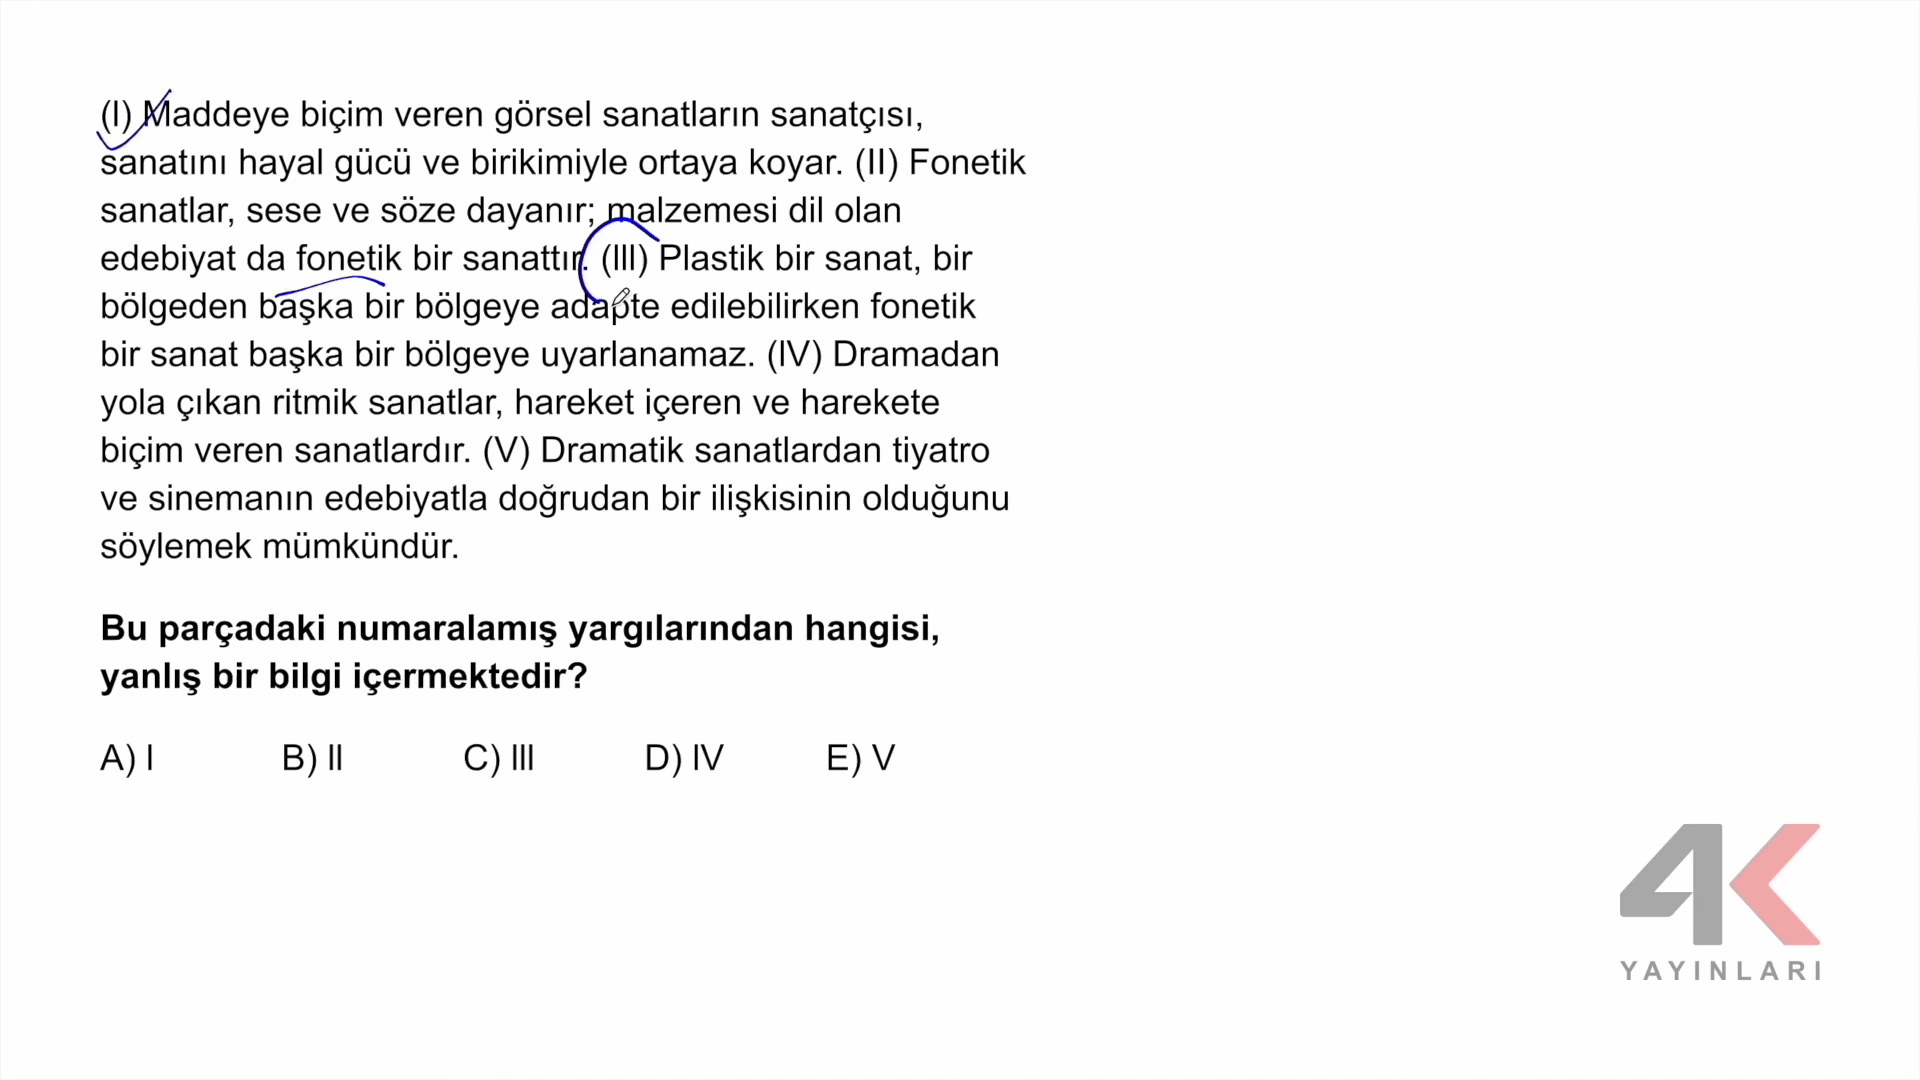 (I) Maddeye biçim veren görsel sanatların sanatçısı,
sanatını hayal gücü ve birikimiyle ortaya koyar. (II) Fonetik
sanatlar, sese ve söze dayanır; malzemesi dil olan
edebiyat da fonetik bir sanattır. (III) Plastik bir sanat, bir
bölgeden başka bir bölgeye adapte edilebilirken fonetik
bir sanat başka bir bölgeye uyarlanamaz. (IV) Dramadan
yola çıkan ritmik sanatlar, hareket içeren ve harekete
biçim veren sanatlardır. (V) Dramatik sanatlardan tiyatro
ve sinemanın edebiyatla doğrudan bir ilişkisinin olduğunu
söylemek mümkündür.
Bu parçadaki numaralamış yargılarından hangisi,
yanlış bir bilgi içermektedir?
A) I B) II C) III D) IV E) V
4K
YAYINLARI